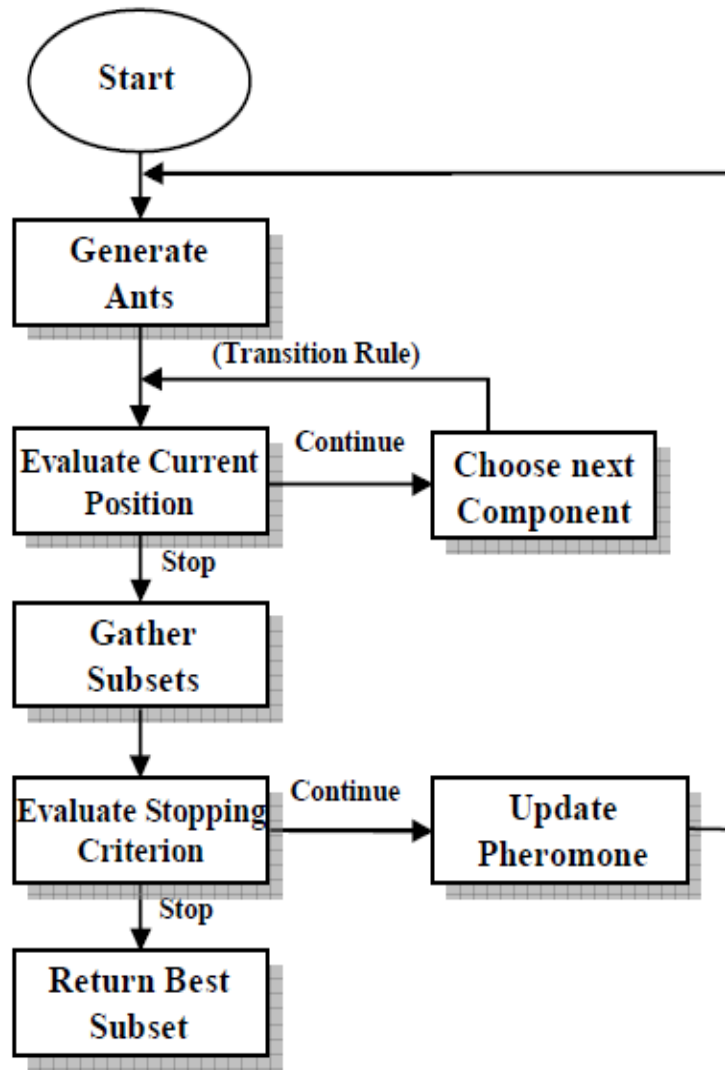 Start
Generate
Ants
(Transition Rule)
Evaluate Current
Position
Continue
Choose next
Component
Stop
Gather
Subsets
Evaluate Stopping
Criterion
Continue
Update
Pheromone
Stop
Return Best
Subset